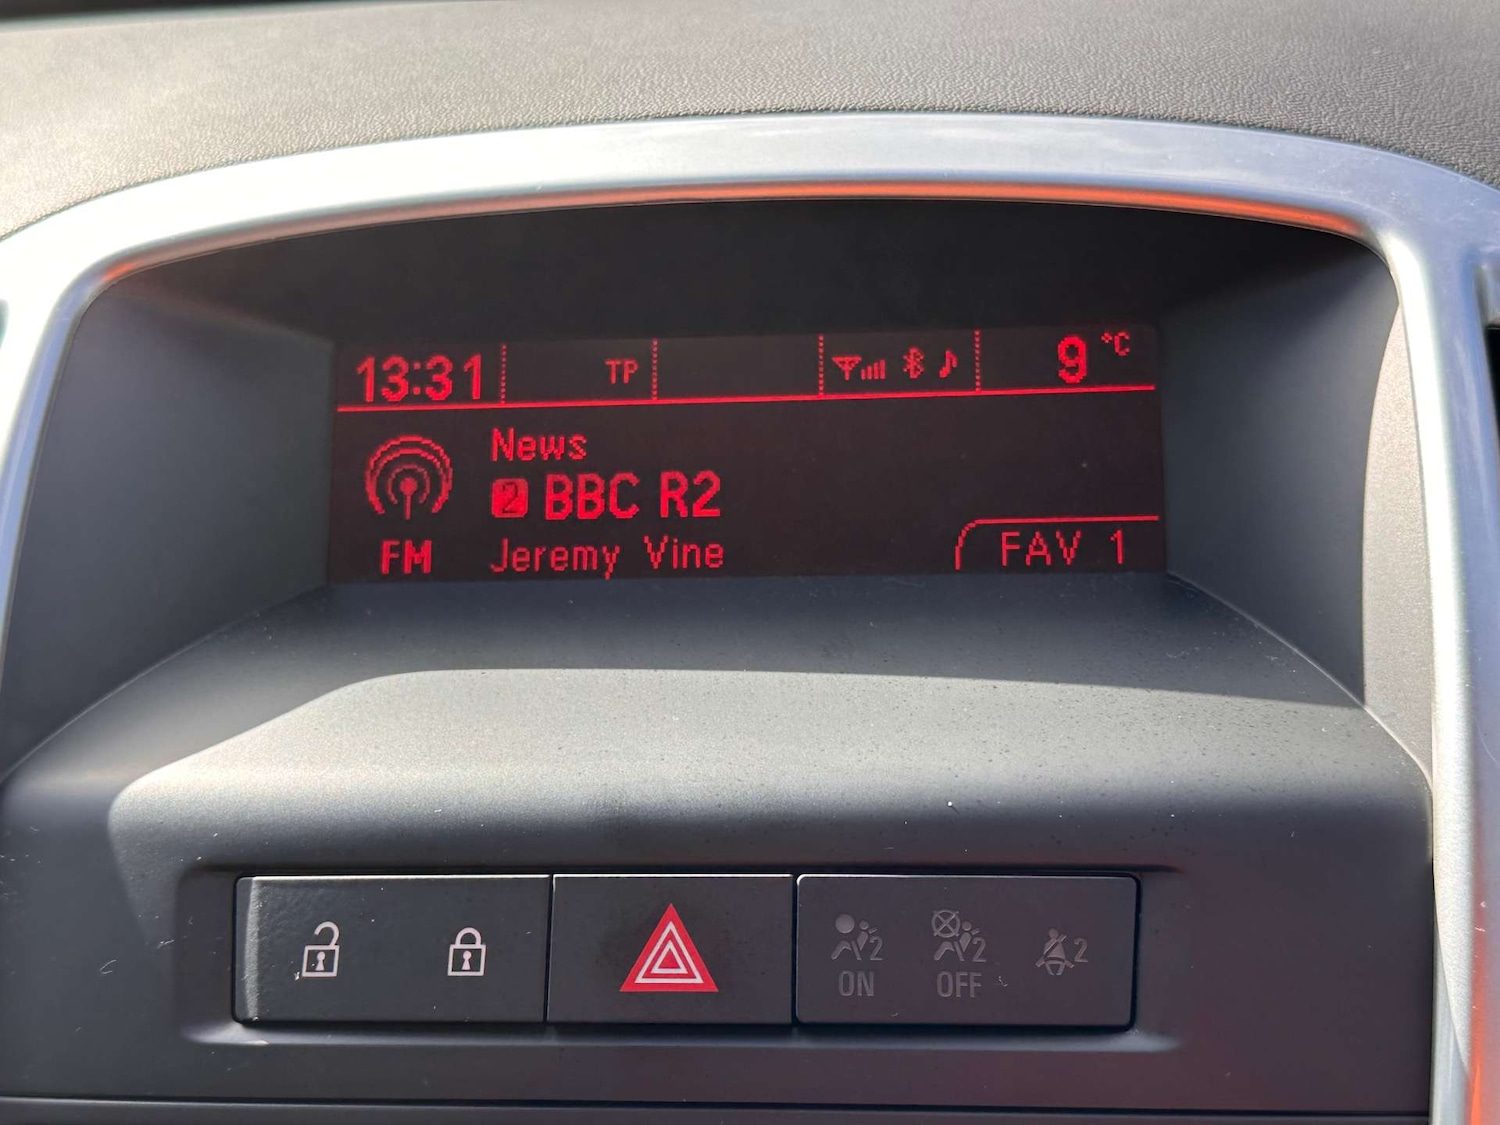 13:31 TP 9 °C
News
2 BBC R2
FM Jeremy Vine FAV 1
2 2 2
ON OFF